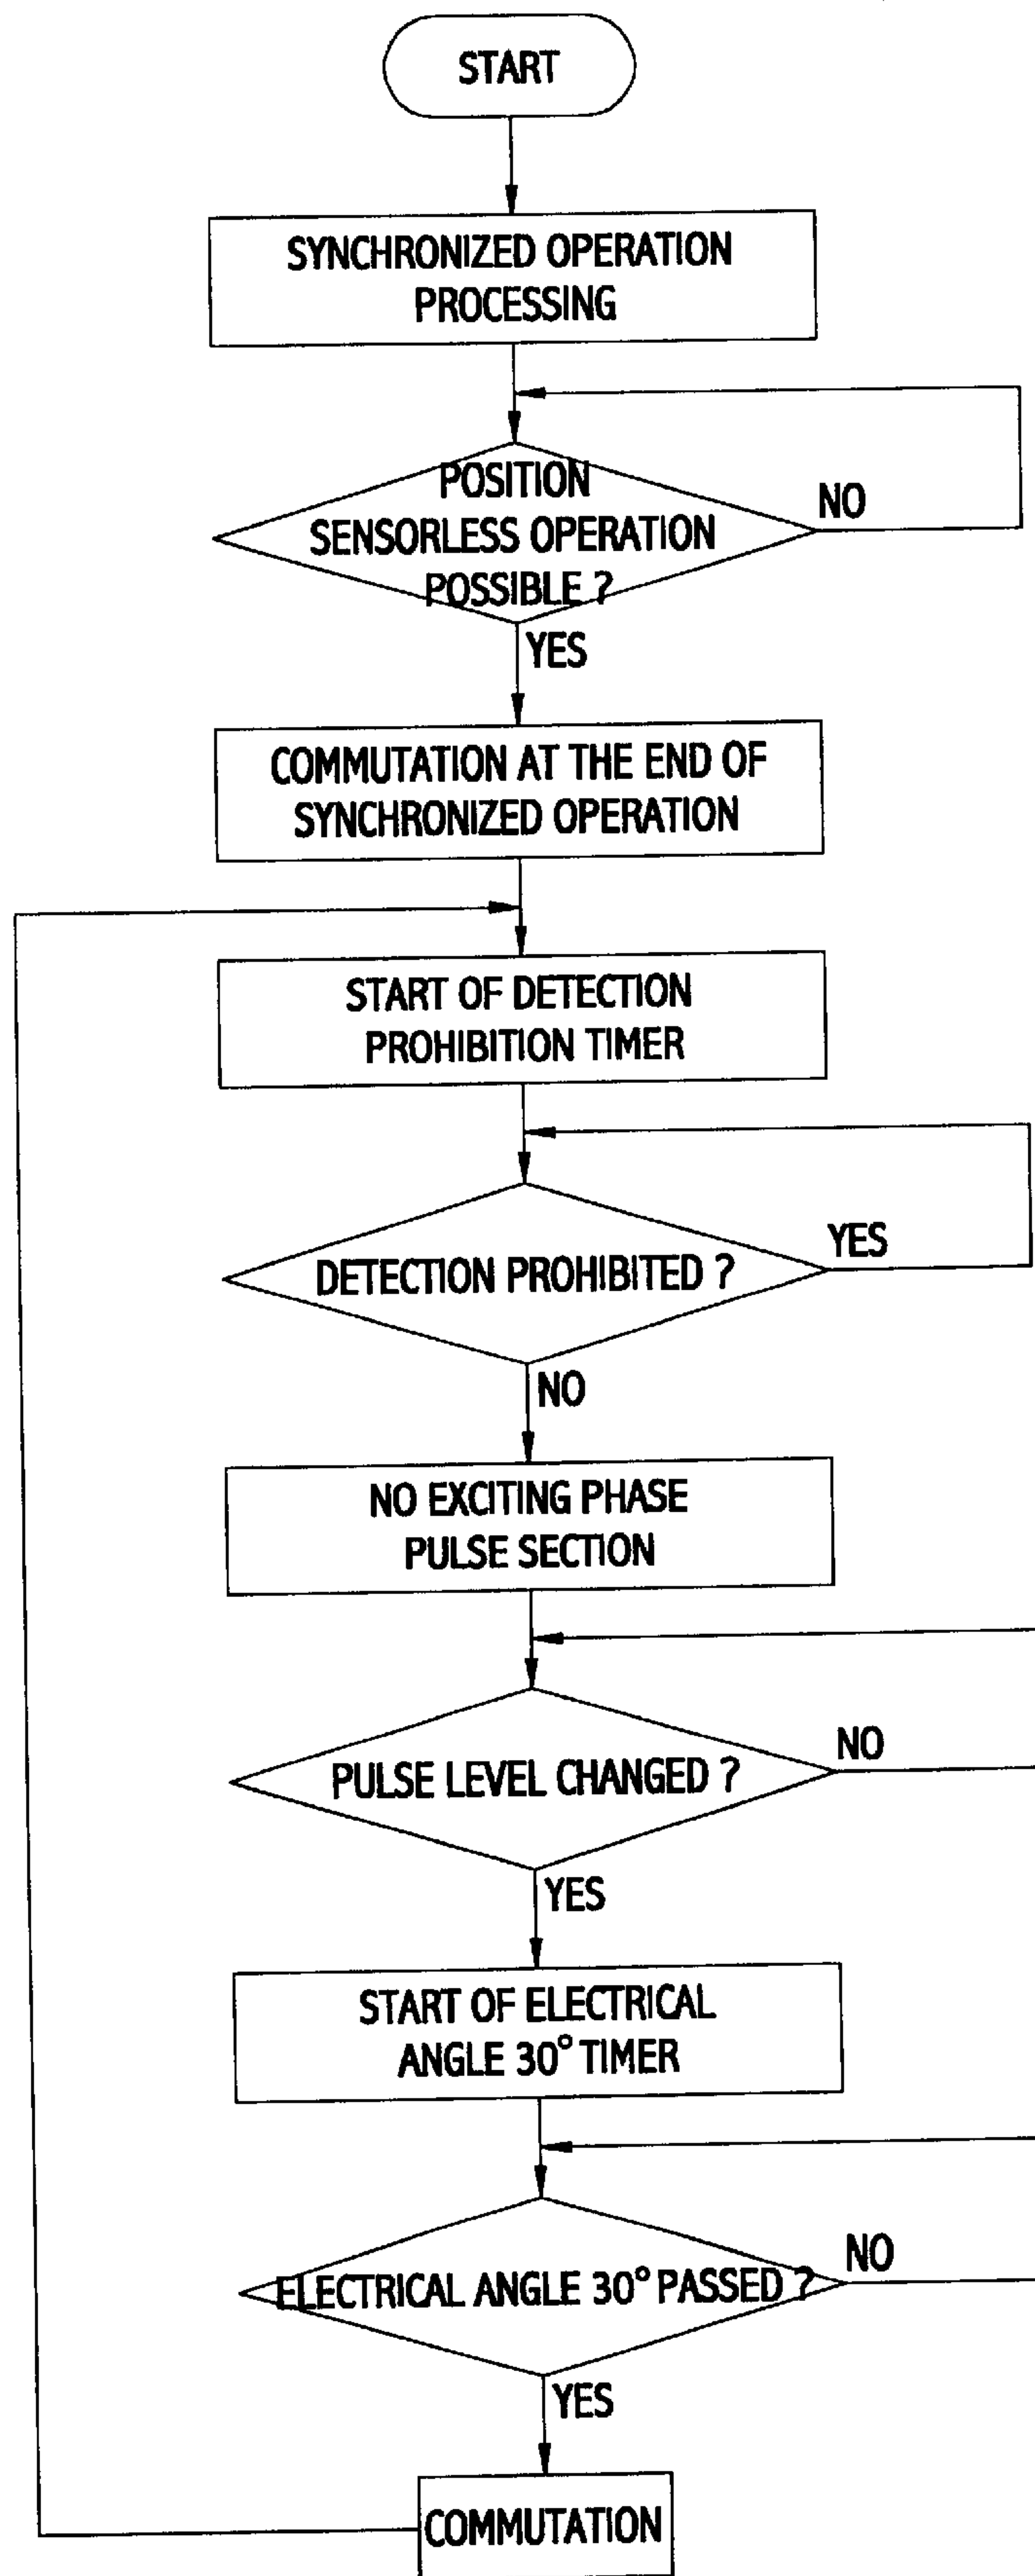 START
SYNCHRONIZED OPERATION
PROCESSING
POSITION
SENSORLESS OPERATION
POSSIBLE ?
NO
YES
COMMUTATION AT THE END OF
SYNCHRONIZED OPERATION
START OF DETECTION
PROHIBITION TIMER
DETECTION PROHIBITED ?
YES
NO
NO EXCITING PHASE
PULSE SECTION
PULSE LEVEL CHANGED ?
NO
YES
START OF ELECTRICAL
ANGLE 30° TIMER
ELECTRICAL ANGLE 30° PASSED ?
NO
YES
COMMUTATION